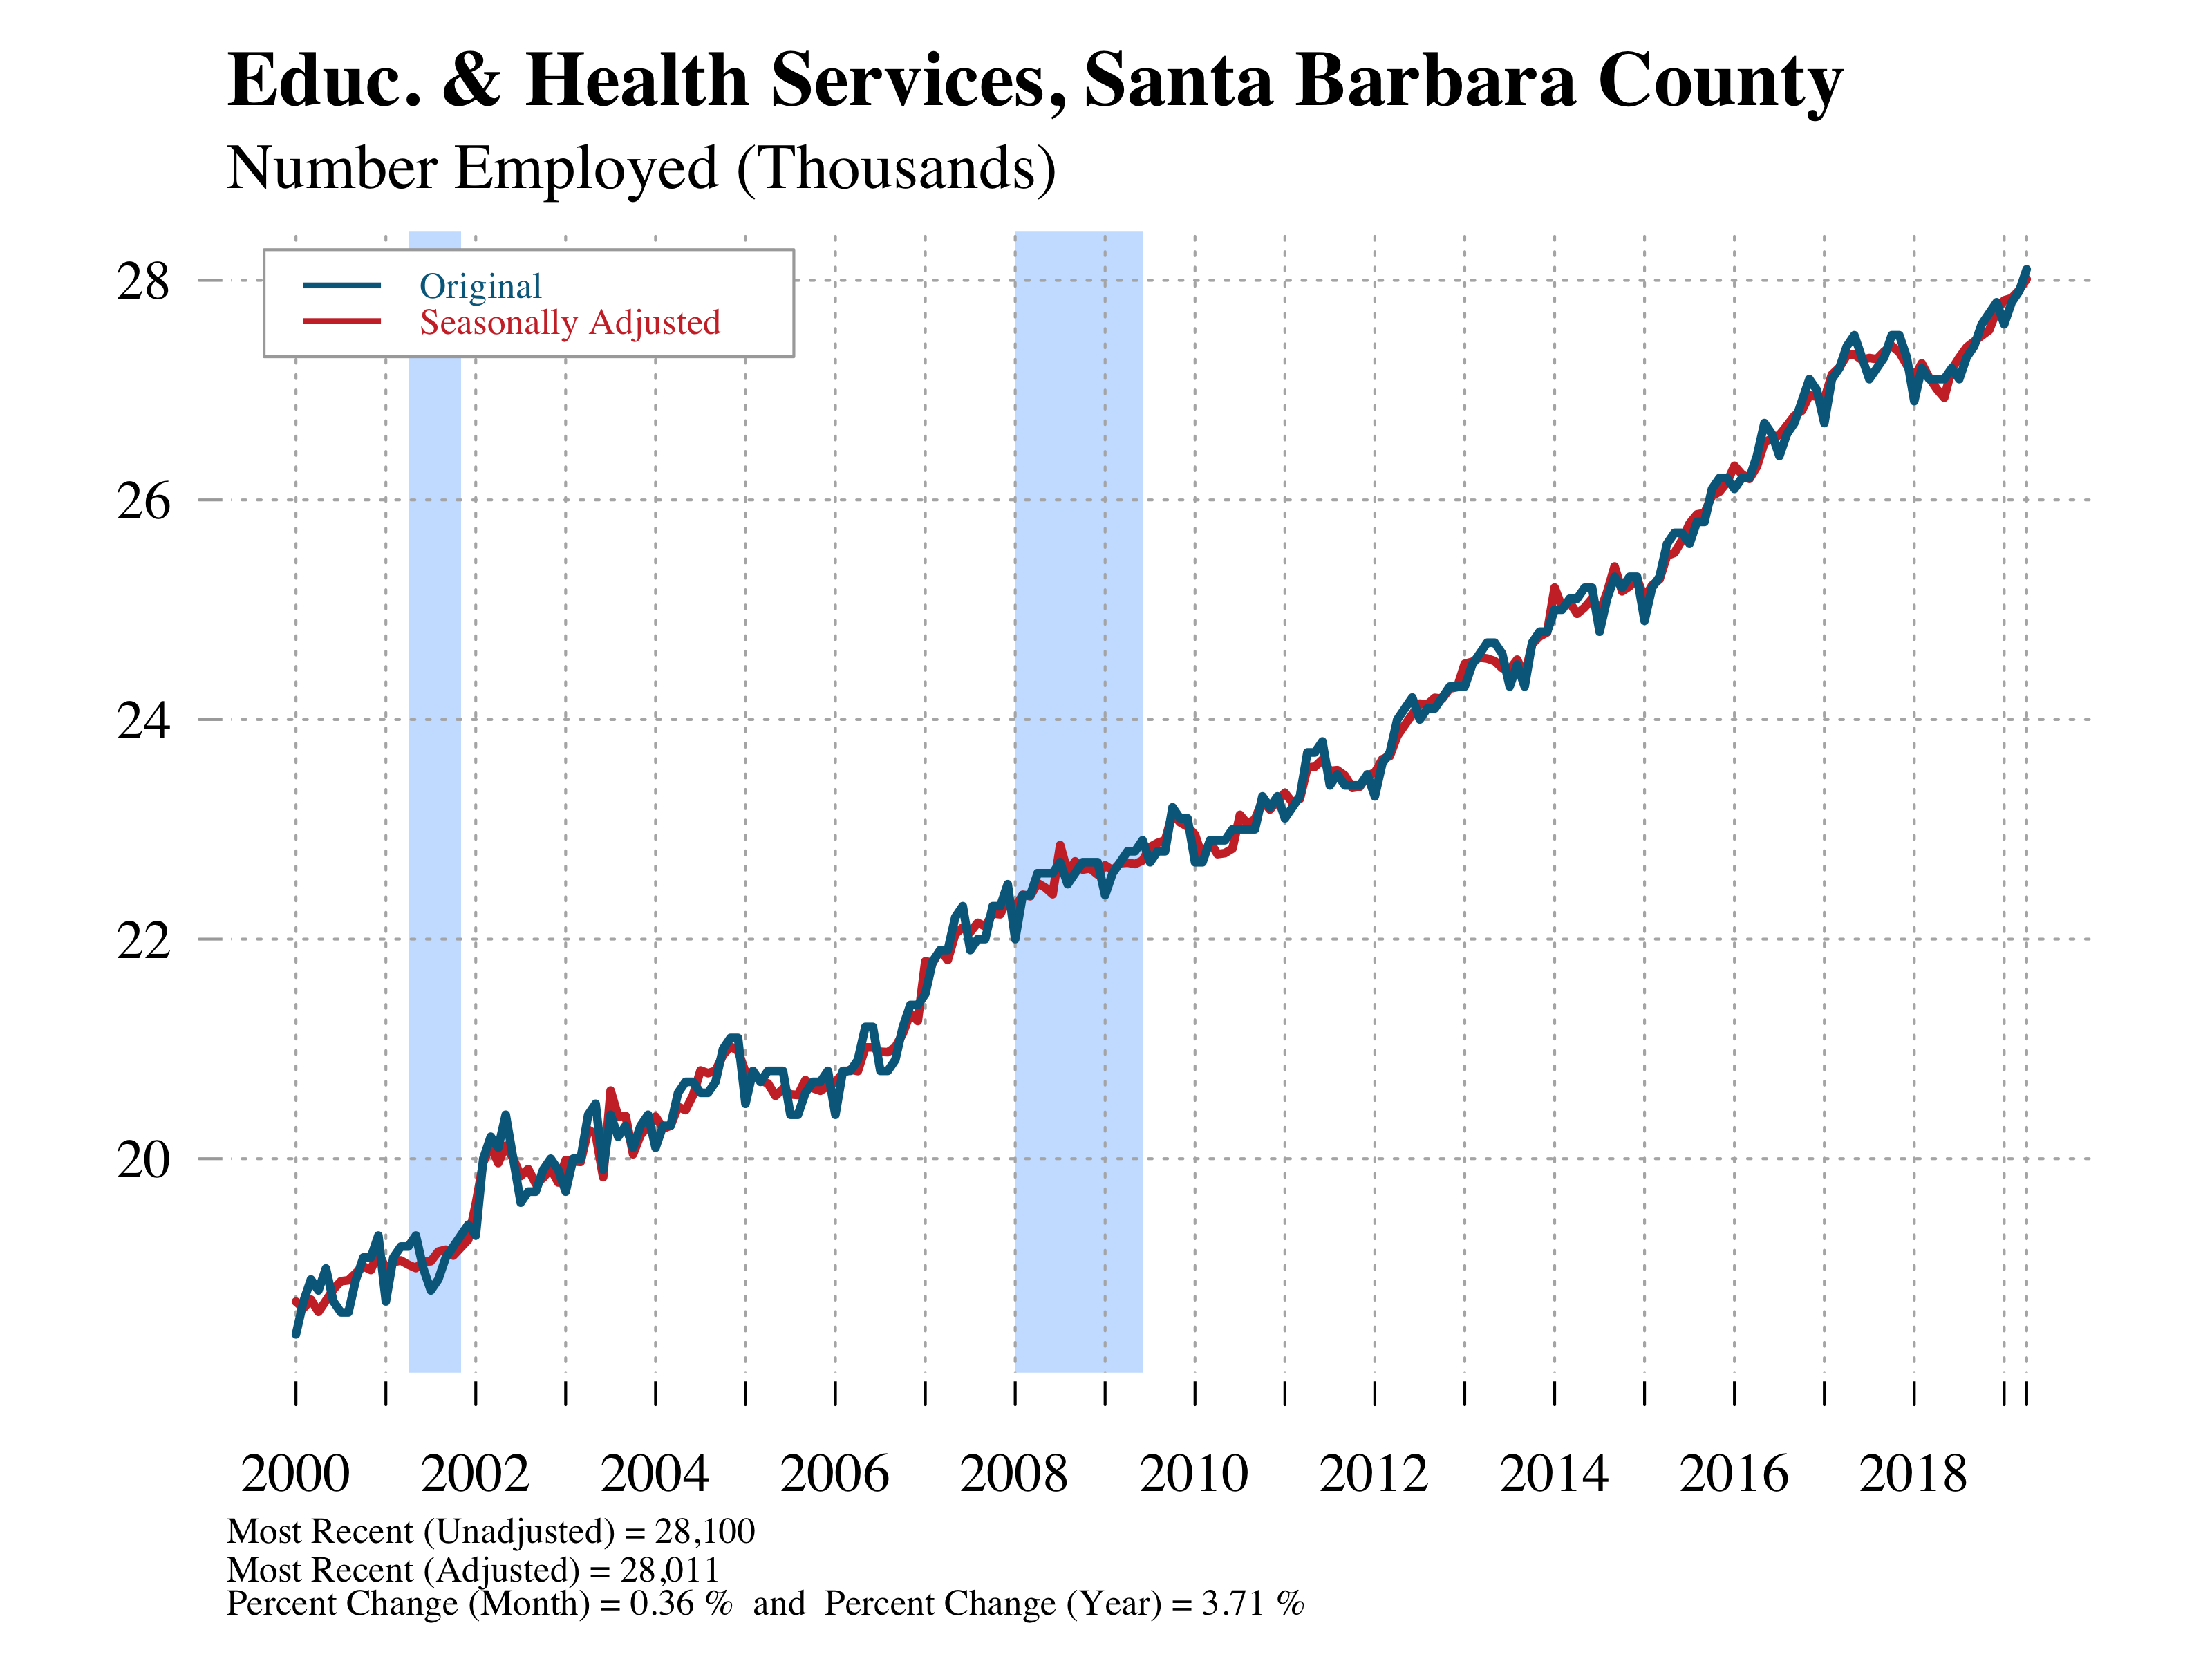 Educ. & Health Services, Santa Barbara County
Number Employed (Thousands)
Original
Seasonally Adjusted
28
26
24
22
20
2000 2002 2004 2006 2008 2010 2012 2014 2016 2018
Most Recent (Unadjusted) = 28,100
Most Recent (Adjusted) = 28,011
Percent Change (Month) = 0.36 % and Percent Change (Year) = 3.71 %